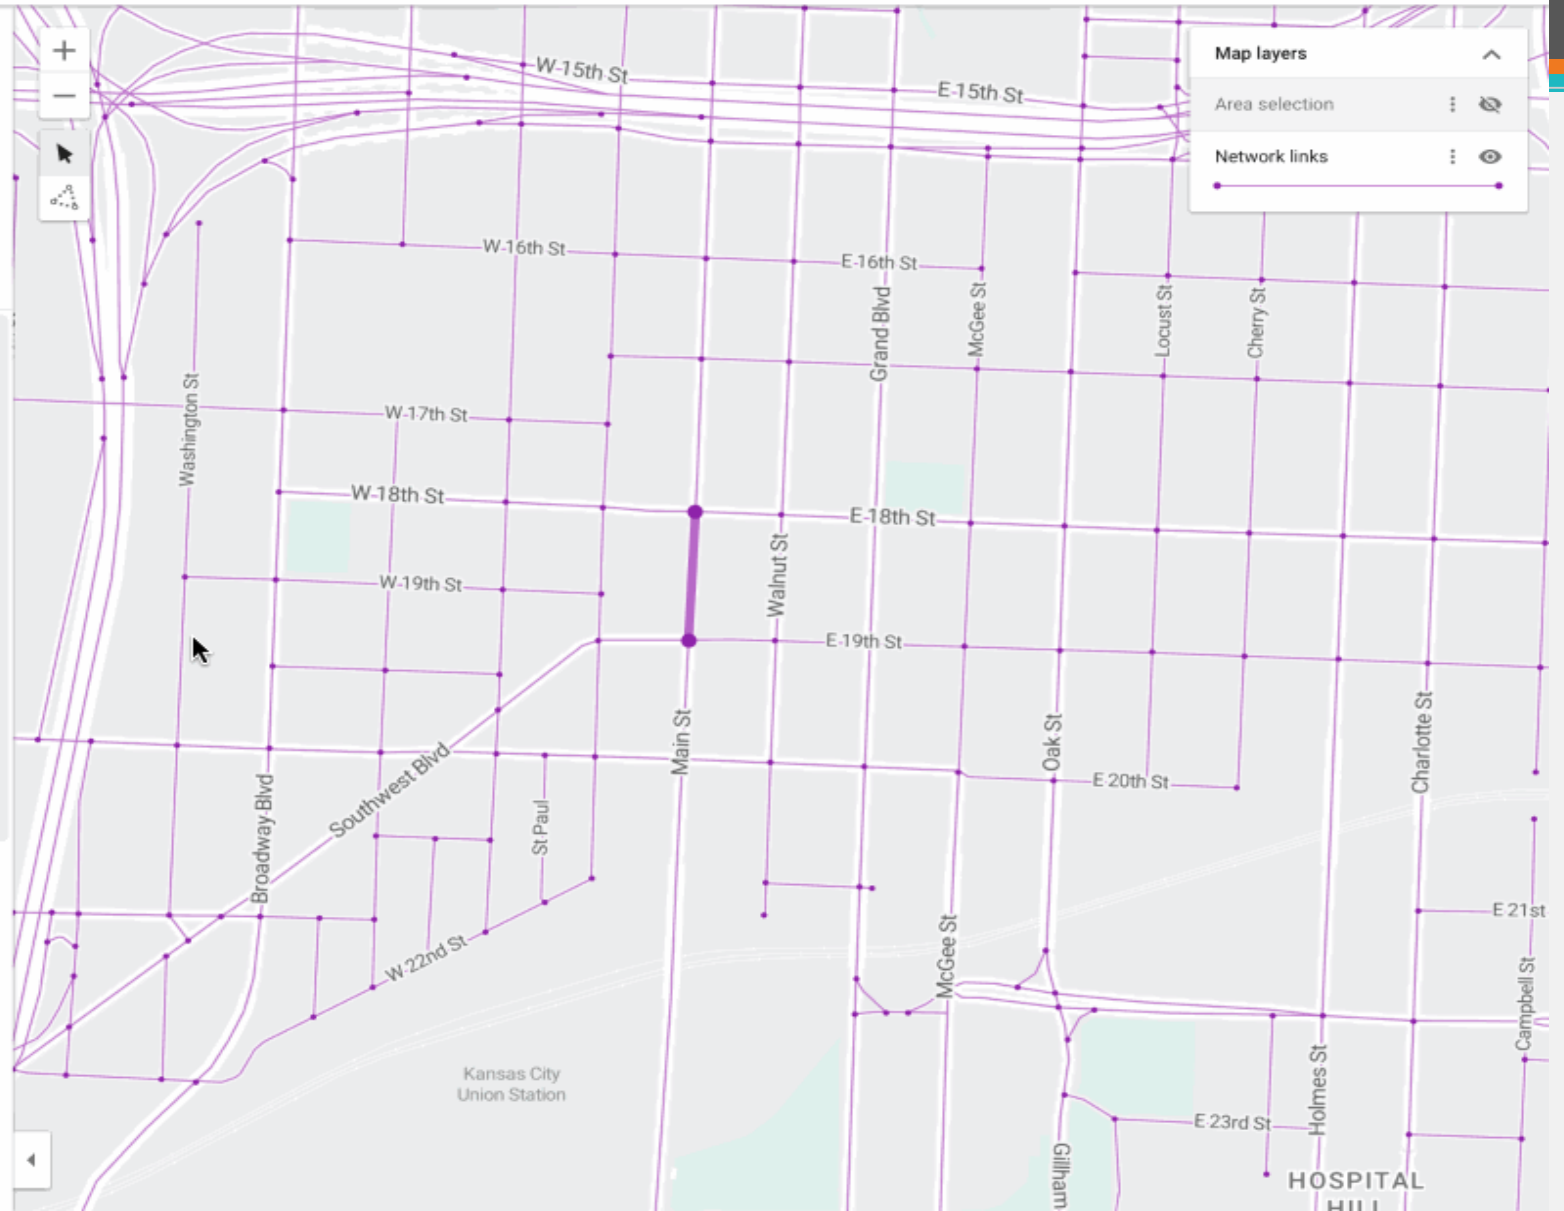 W 15th St
E 15th St
Map layers
Area selection
Network links
W 16th St
E 16th St
Grand Blvd
McGee St
Locust St
Cherry St
Washington St
W 17th St
W 18th St
E 18th St
Walnut St
W 19th St
E 19th St
Main St
Oak St
Charlotte St
Southwest Blvd
Broadway Blvd
St Paul
E 20th St
McGee St
E 21st
W 22nd St
Campbell St
Kansas City
Union Station
Holmes St
E 23rd St
Gillham
HOSPITAL
HILL